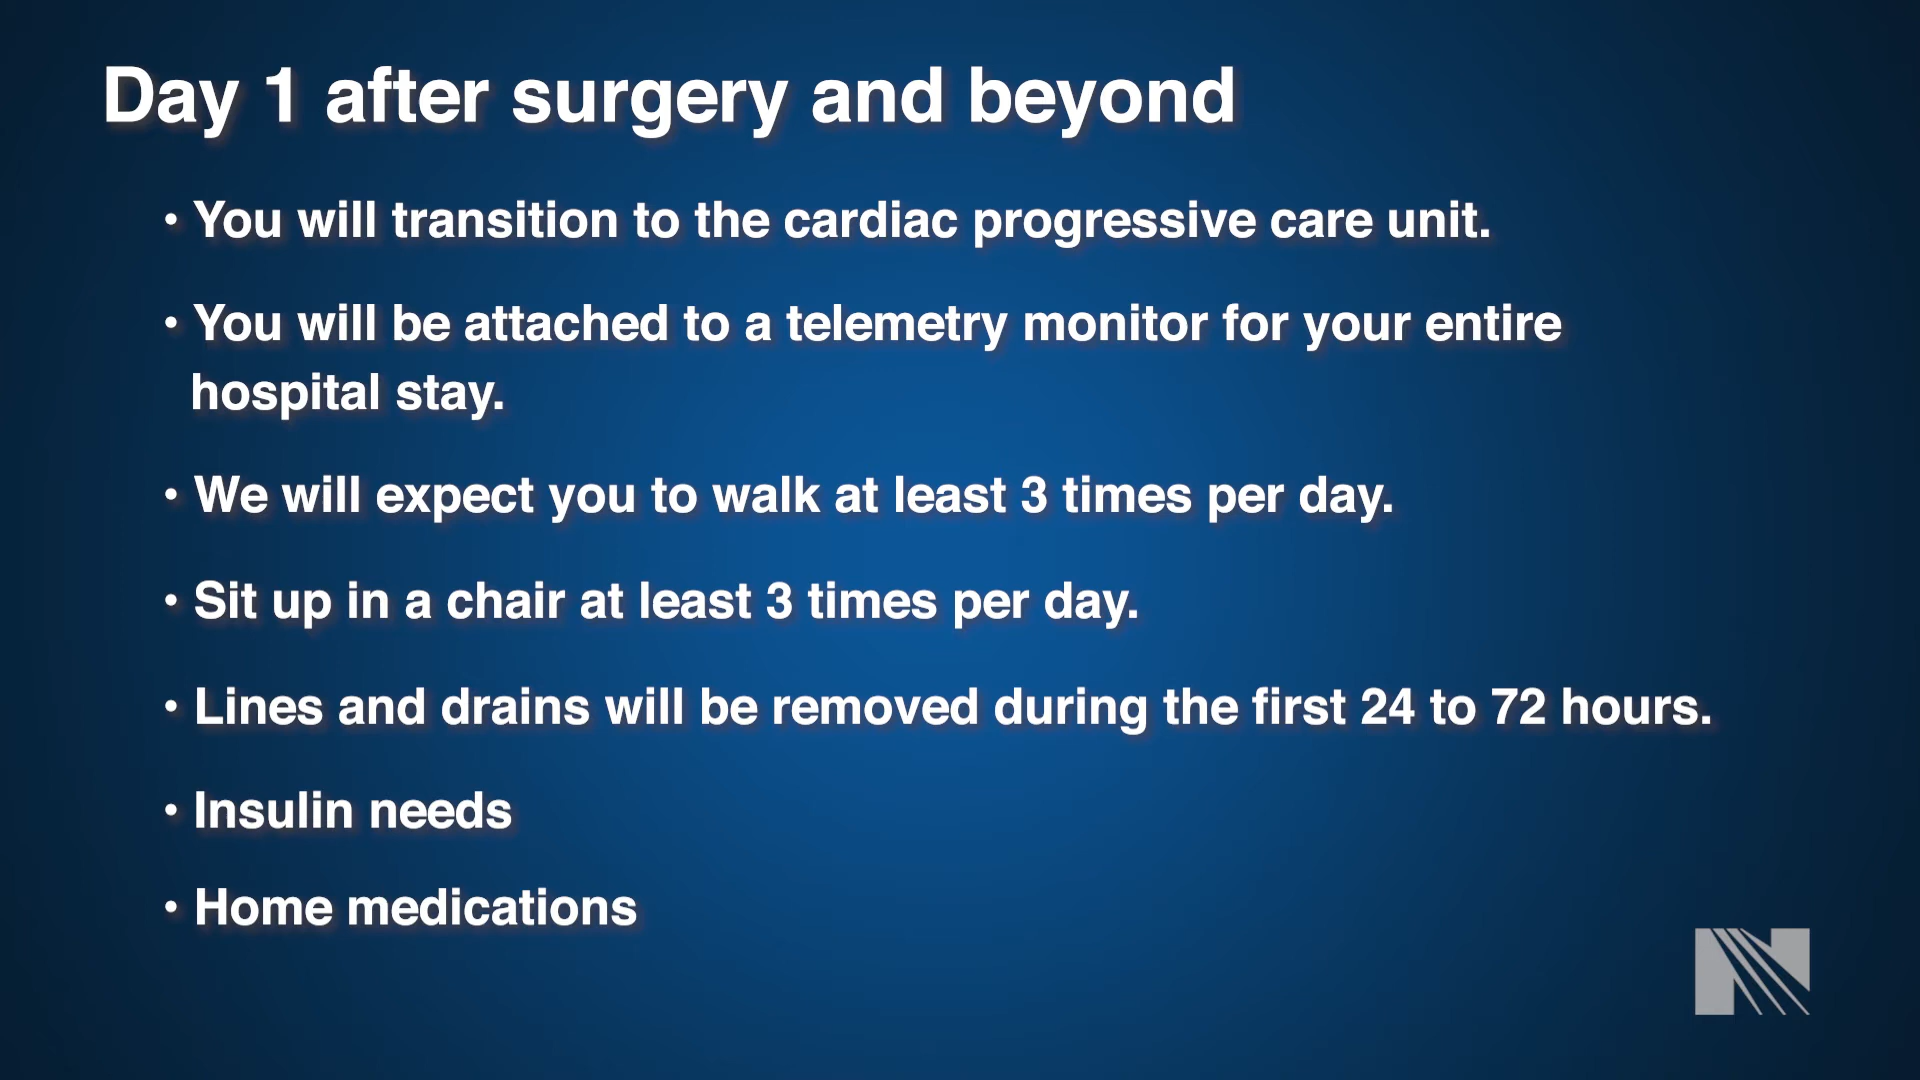 Day 1 after surgery and beyond
• You will transition to the cardiac progressive care unit.
• You will be attached to a telemetry monitor for your entire
hospital stay.
• We will expect you to walk at least 3 times per day.
• Sit up in a chair at least 3 times per day.
• Lines and drains will be removed during the first 24 to 72 hours.
• Insulin needs
• Home medications
N